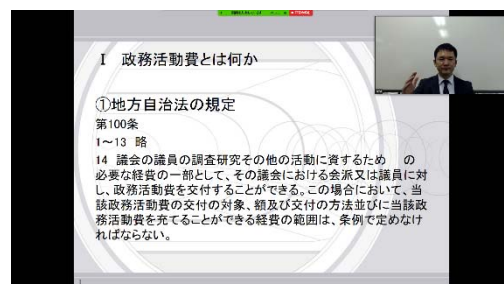 Ⅰ 政務活動費とは何か
①地方自治法の規定
第100条
1～13 略
14 議会の議員の調査研究その他の活動に資するため の
必要な経費の一部として、その議会における会派又は議員に対
し、政務活動費を交付することができる。この場合において、当
該政務活動費の交付の対象、額及び交付の方法並びに当該政
務活動費を充てることができる経費の範囲は、条例で定めなけ
ればならない。
1